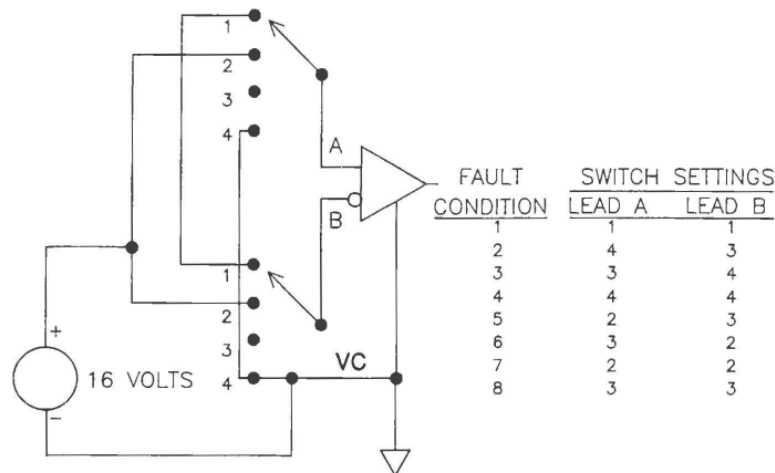 1
2
3
4
A
B
1
2
3
4
VC
+
16 VOLTS
−
FAULT SWITCH SETTINGS
CONDITION LEAD A LEAD B
1 1 1
2 4 3
3 3 4
4 4 4
5 2 3
6 3 2
7 2 2
8 3 3